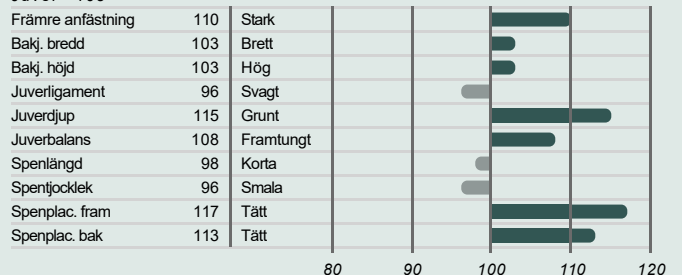 Främre anfästning 110 Stark
Bakj. bredd 103 Brett
Bakj. höjd 103 Hög
Juverligament 96 Svagt
Juverdjup 115 Grunt
Juverbalans 108 Framtungt
Spenlängd 98 Korta
Spentjocklek 96 Smala
Spenplac. fram 117 Tätt
Spenplac. bak 113 Tätt
80 90 100 110 120